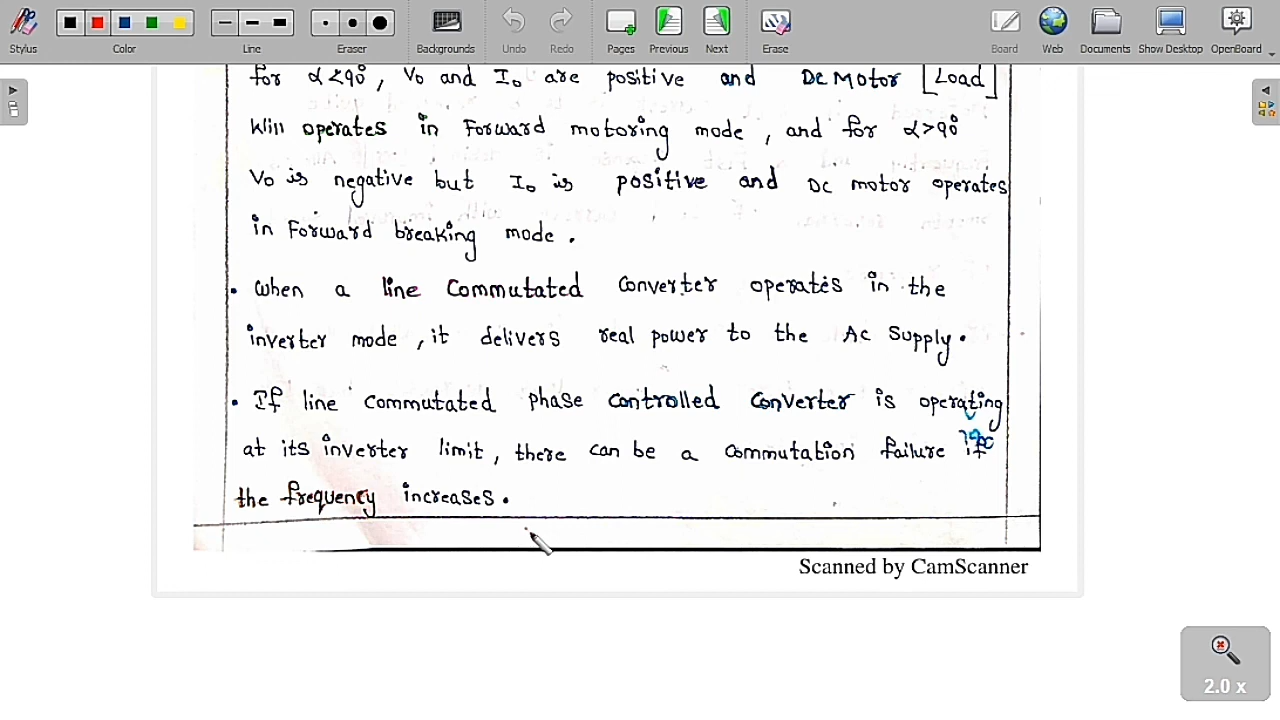 Stylus Color Line Eraser Backgrounds Undo Redo Pages Previous Next Erase Board Web Documents Show Desktop OpenBoard
for α<90°, Vo and Io are positive and DC Motor [Load]
Will operates in Forward motoring mode, and for α>90°
Vo is negative but Io is positive and DC motor operates
in Forward breaking mode.
• When a line Commutated Converter operates in the
inverter mode, it delivers real power to the Ac supply.
• If line commutated phase controlled converter is operating
at its inverter limit, there can be a commutation failure if
the frequency increases.
Scanned by CamScanner
2.0 x